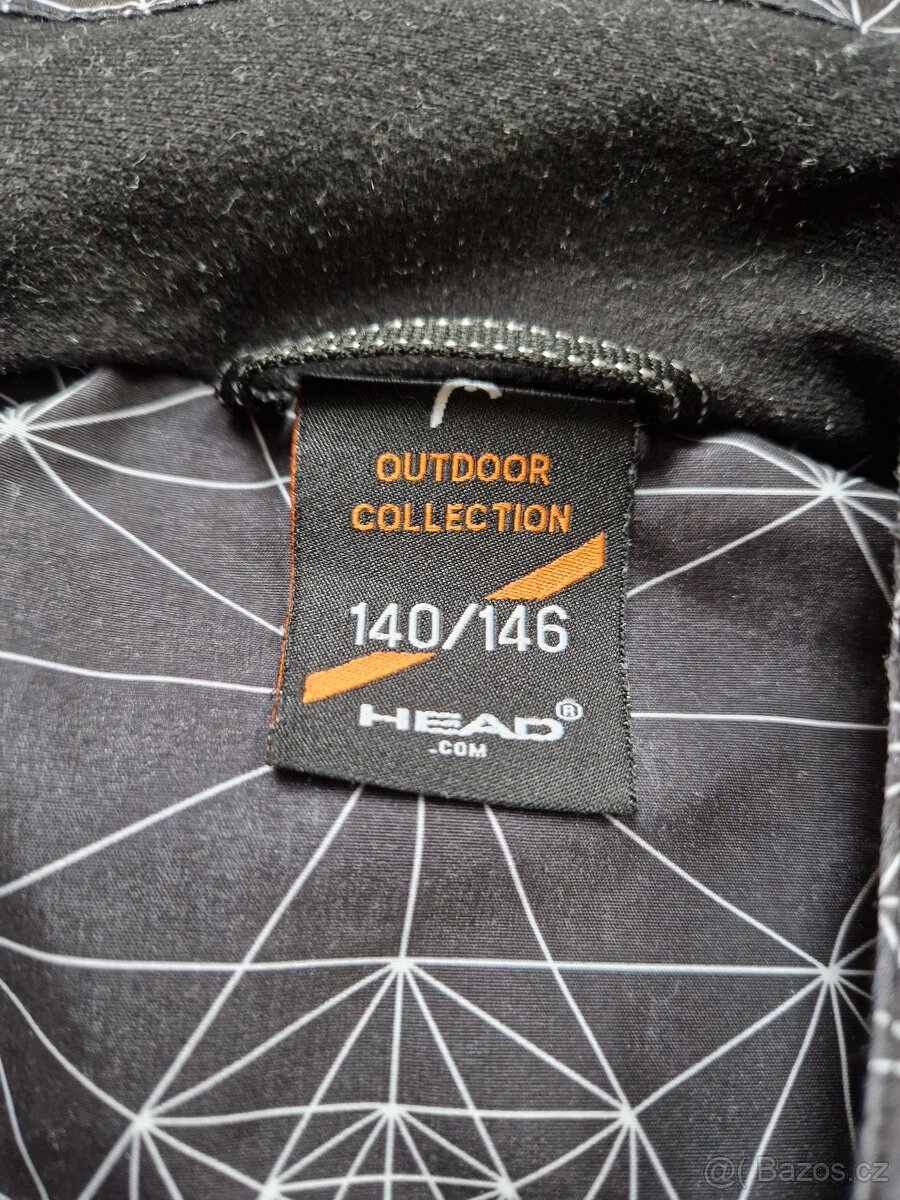 OUTDOOR
COLLECTION
140/146
HEAD®
.COM
@(Bazos.cz